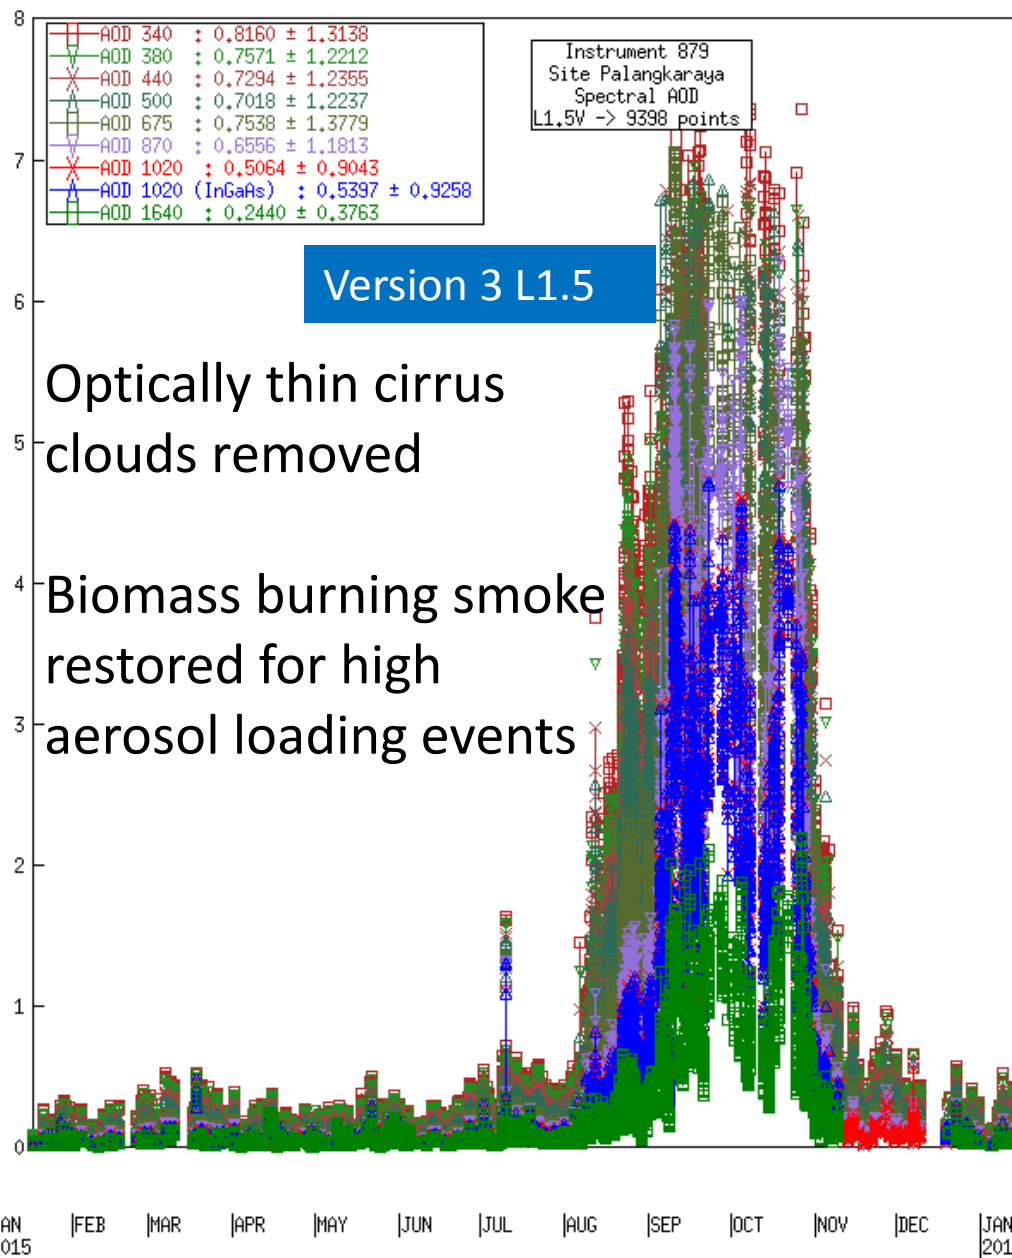 8
AOD 340 : 0.8160 ± 1.3138
AOD 380 : 0.7571 ± 1.2212
AOD 440 : 0.7294 ± 1.2355
AOD 500 : 0.7018 ± 1.2237
AOD 675 : 0.7538 ± 1.3779
AOD 870 : 0.6556 ± 1.1813
AOD 1020 : 0.5064 ± 0.9043
AOD 1020 (InGaAs) : 0.5397 ± 0.9258
AOD 1640 : 0.2440 ± 0.3763
Instrument 879
Site Palangkaraya
Spectral AOD
L1.5V -> 9398 points
7
Version 3 L1.5
6
Optically thin cirrus
clouds removed
5
4
Biomass burning smoke
restored for high
aerosol loading events
3
2
1
0
AN |FEB |MAR |APR |MAY |JUN |JUL |AUG |SEP |OCT |NOV |DEC |JAN
015 201